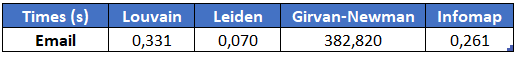 Times (s) Louvain Leiden Girvan-Newman Infomap
Email 0,331 0,070 382,820 0,261